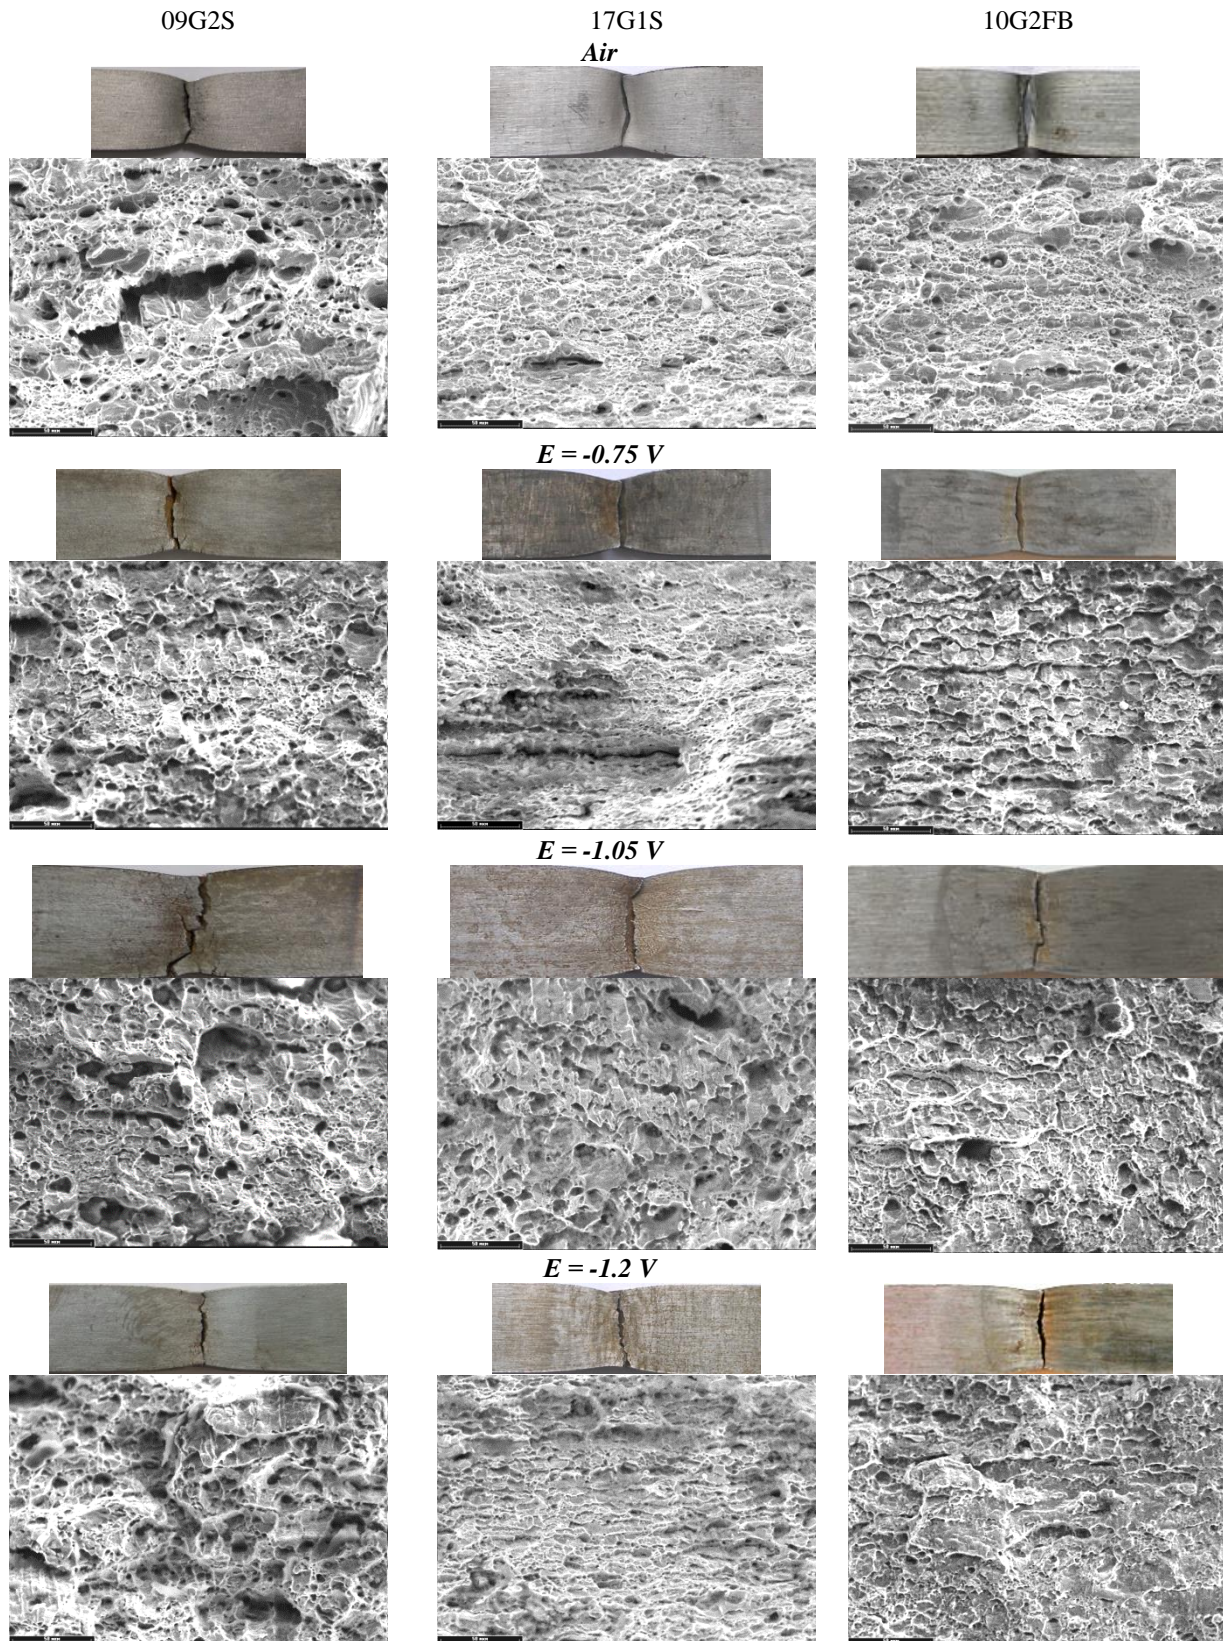 09G2S 17G1S 10G2FB
Air
E = -0.75 V
E = -1.05 V
E = -1.2 V